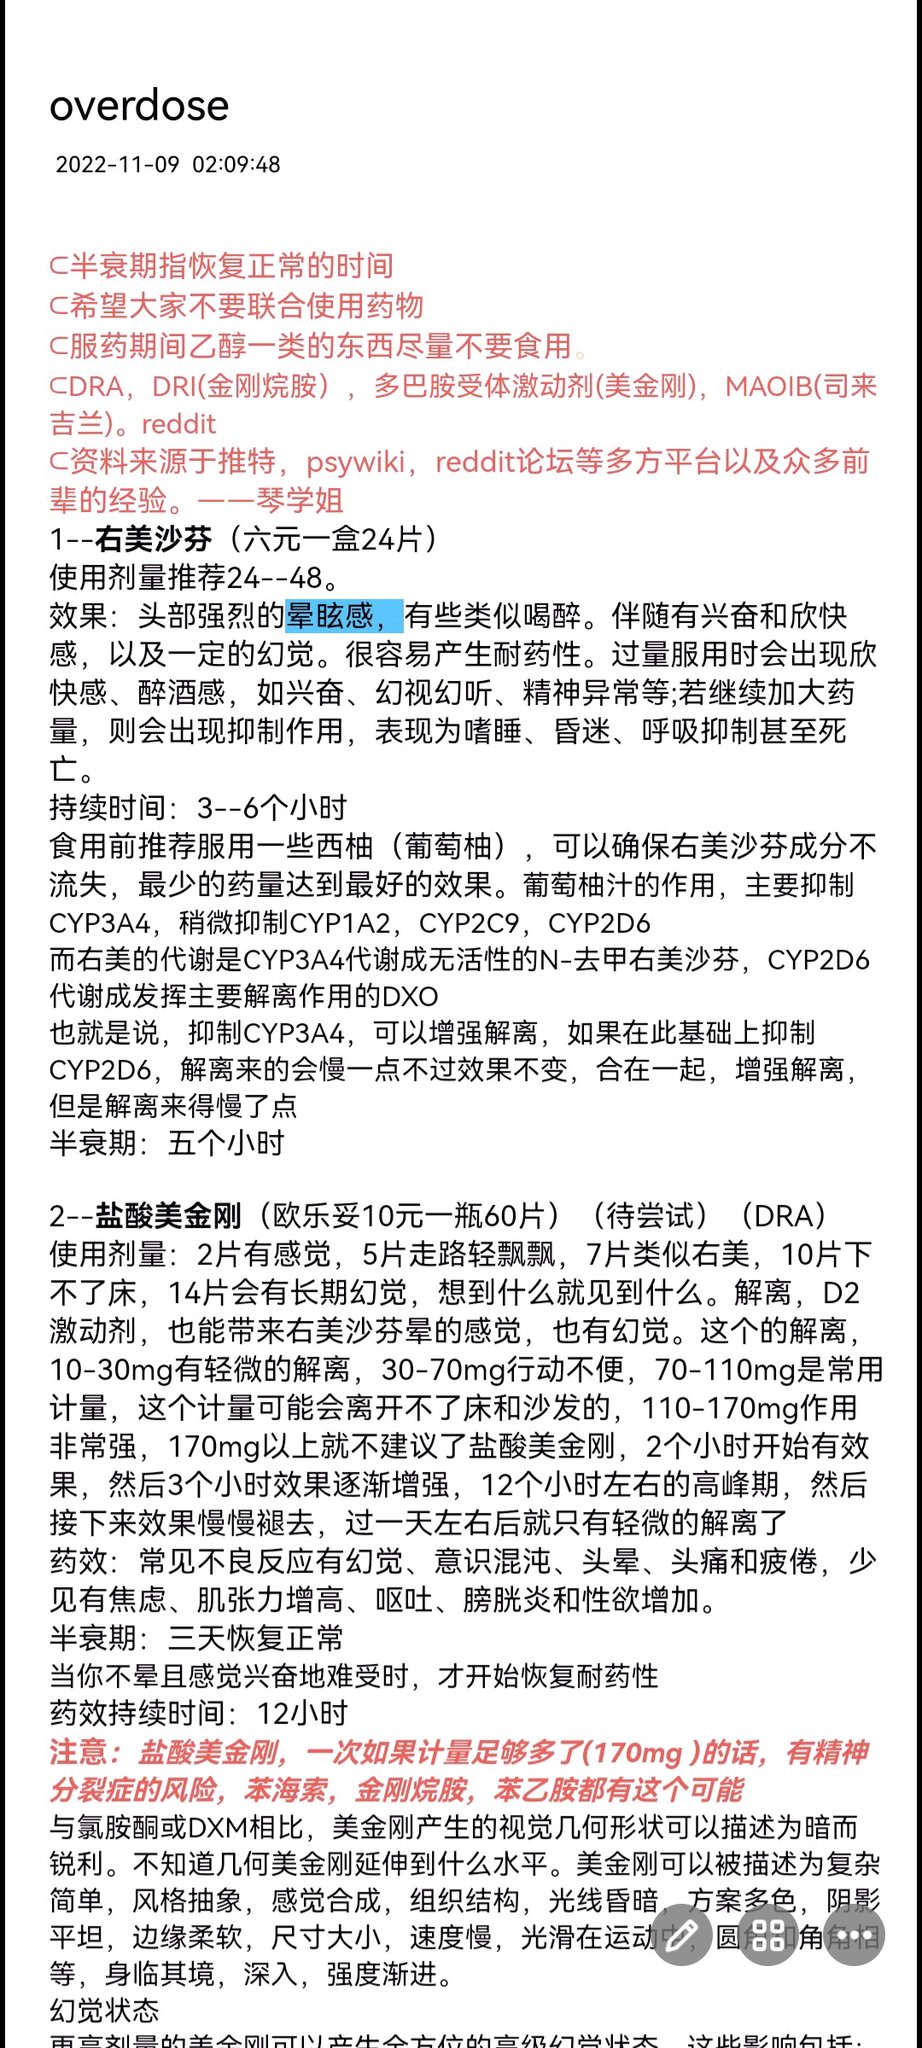 overdose
2022-11-09 02:09:48
⊂半衰期指恢复正常的时间
⊂希望大家不要联合使用药物
⊂服药期间乙醇一类的东西尽量不要食用。
⊂DRA，DRI(金刚烷胺），多巴胺受体激动剂(美金刚)，MAOIB(司来
吉兰)。reddit
⊂资料来源于推特，psywiki，reddit论坛等多方平台以及众多前
辈的经验。——琴学姐
1--右美沙芬（六元一盒24片）
使用剂量推荐24--48。
效果：头部强烈的晕眩感，有些类似喝醉。伴随有兴奋和欣快
感，以及一定的幻觉。很容易产生耐药性。过量服用时会出现欣
快感、醉酒感，如兴奋、幻视幻听、精神异常等;若继续加大药
量，则会出现抑制作用，表现为嗜睡、昏迷、呼吸抑制甚至死
亡。
持续时间：3--6个小时
食用前推荐服用一些西柚（葡萄柚），可以确保右美沙芬成分不
流失，最少的药量达到最好的效果。葡萄柚汁的作用，主要抑制
CYP3A4，稍微抑制CYP1A2，CYP2C9，CYP2D6
而右美的代谢是CYP3A4代谢成无活性的N-去甲右美沙芬，CYP2D6
代谢成发挥主要解离作用的DXO
也就是说，抑制CYP3A4，可以增强解离，如果在此基础上抑制
CYP2D6，解离来的会慢一点不过效果不变，合在一起，增强解离，
但是解离来得慢了点
半衰期：五个小时
2--盐酸美金刚（欧乐妥10元一瓶60片）（待尝试）（DRA）
使用剂量：2片有感觉，5片走路轻飘飘，7片类似右美，10片下
不了床，14片会有长期幻觉，想到什么就见到什么。解离，D2
激动剂，也能带来右美沙芬晕的感觉，也有幻觉。这个的解离，
10-30mg有轻微的解离，30-70mg行动不便，70-110mg是常用
计量，这个计量可能会离开不了床和沙发的，110-170mg作用
非常强，170mg以上就不建议了盐酸美金刚，2个小时开始有效
果，然后3个小时效果逐渐增强，12个小时左右的高峰期，然后
接下来效果慢慢褪去，过一天左右后就只有轻微的解离了
药效：常见不良反应有幻觉、意识混沌、头晕、头痛和疲倦，少
见有焦虑、肌张力增高、呕吐、膀胱炎和性欲增加。
半衰期：三天恢复正常
当你不晕且感觉兴奋地难受时，才开始恢复耐药性
药效持续时间：12小时
注意：盐酸美金刚，一次如果计量足够多了(170mg )的话，有精神
分裂症的风险，苯海索，金刚烷胺，苯乙胺都有这个可能
与氯胺酮或DXM相比，美金刚产生的视觉几何形状可以描述为暗而
锐利。不知道几何美金刚延伸到什么水平。美金刚可以被描述为复杂
简单，风格抽象，感觉合成，组织结构，光线昏暗，方案多色，阴影
平坦，边缘柔软，尺寸大小，速度慢，光滑在运动中，圆角和角角相
等，身临其境，深入，强度渐进。
幻觉状态
更高剂量的美金刚可以产生全方位的高级幻觉状态，这些影响包括：